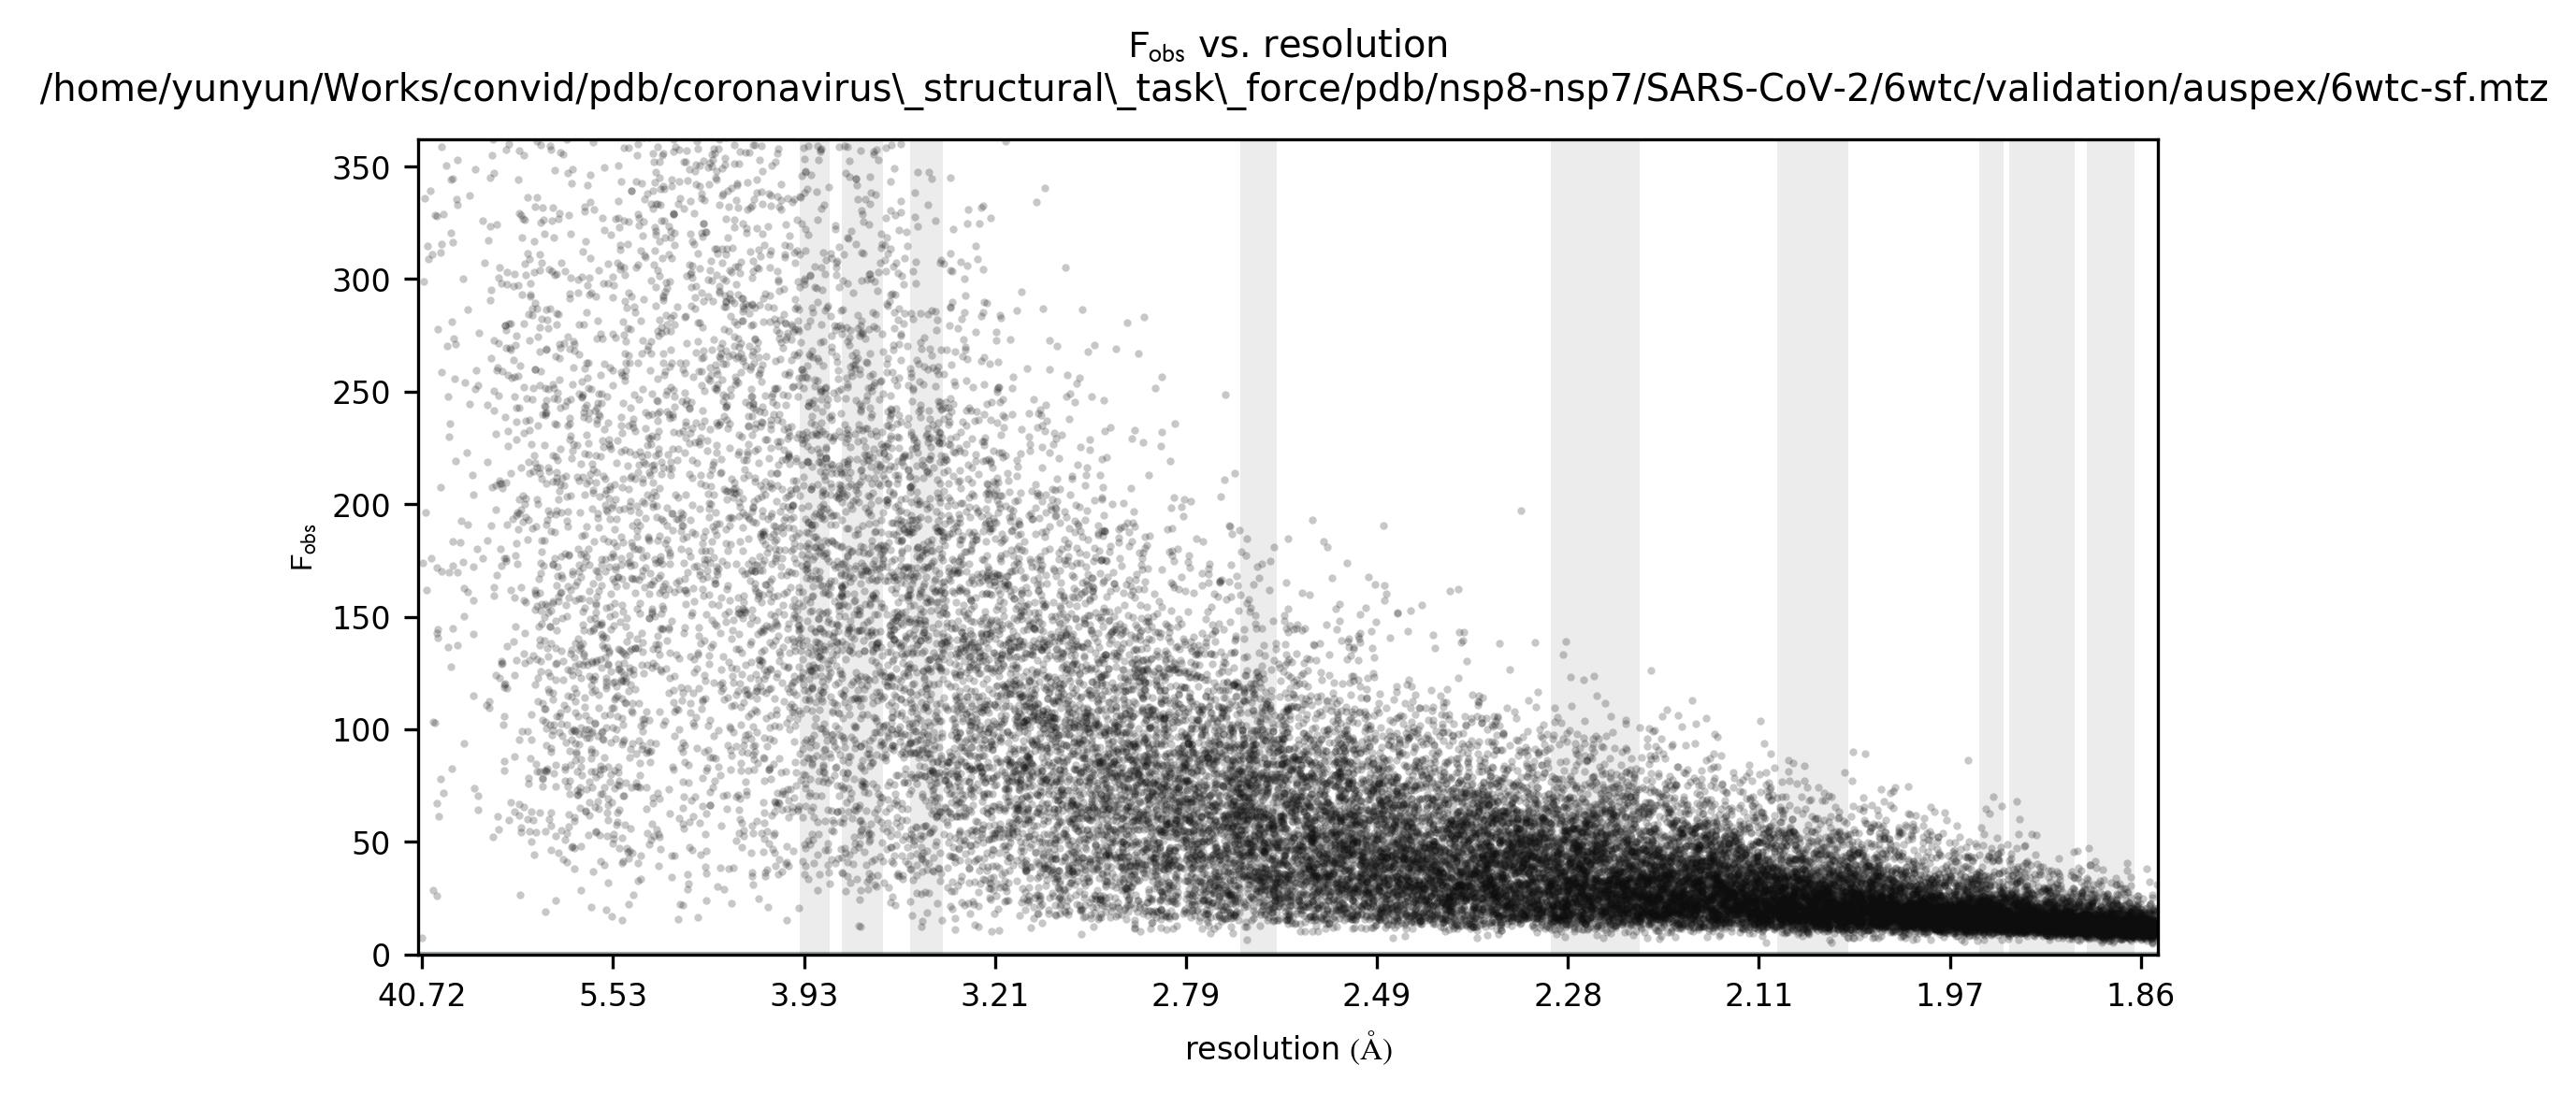 Fobs vs. resolution
/home/yunyun/Works/convid/pdb/coronavirus\_structural\_task\_force/pdb/nsp8-nsp7/SARS-CoV-2/6wtc/validation/auspex/6wtc-sf.mtz
350
300
250
200
150
100
50
0
Fobs
40.72 5.53 3.93 3.21 2.79 2.49 2.28 2.11 1.97 1.86
resolution (Å)